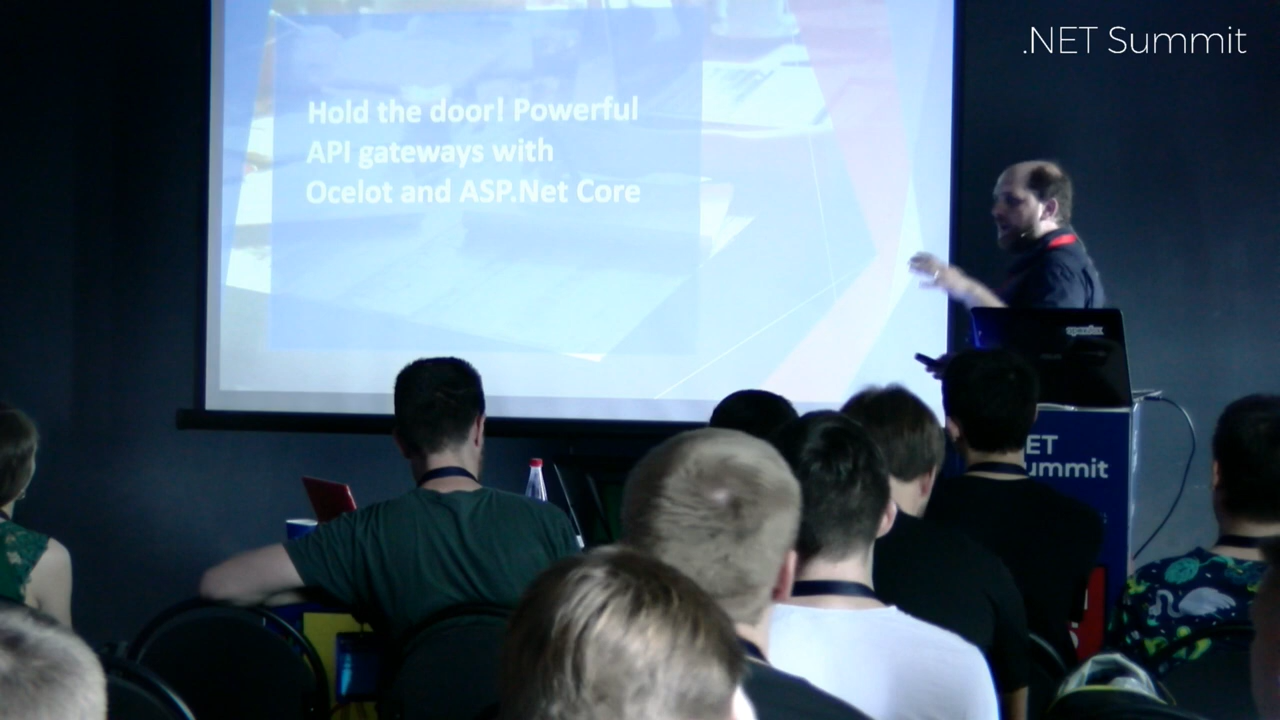 .NET Summit
Hold the door! Powerful
API gateways with
Ocelot and ASP.Net Core
ET
ummit